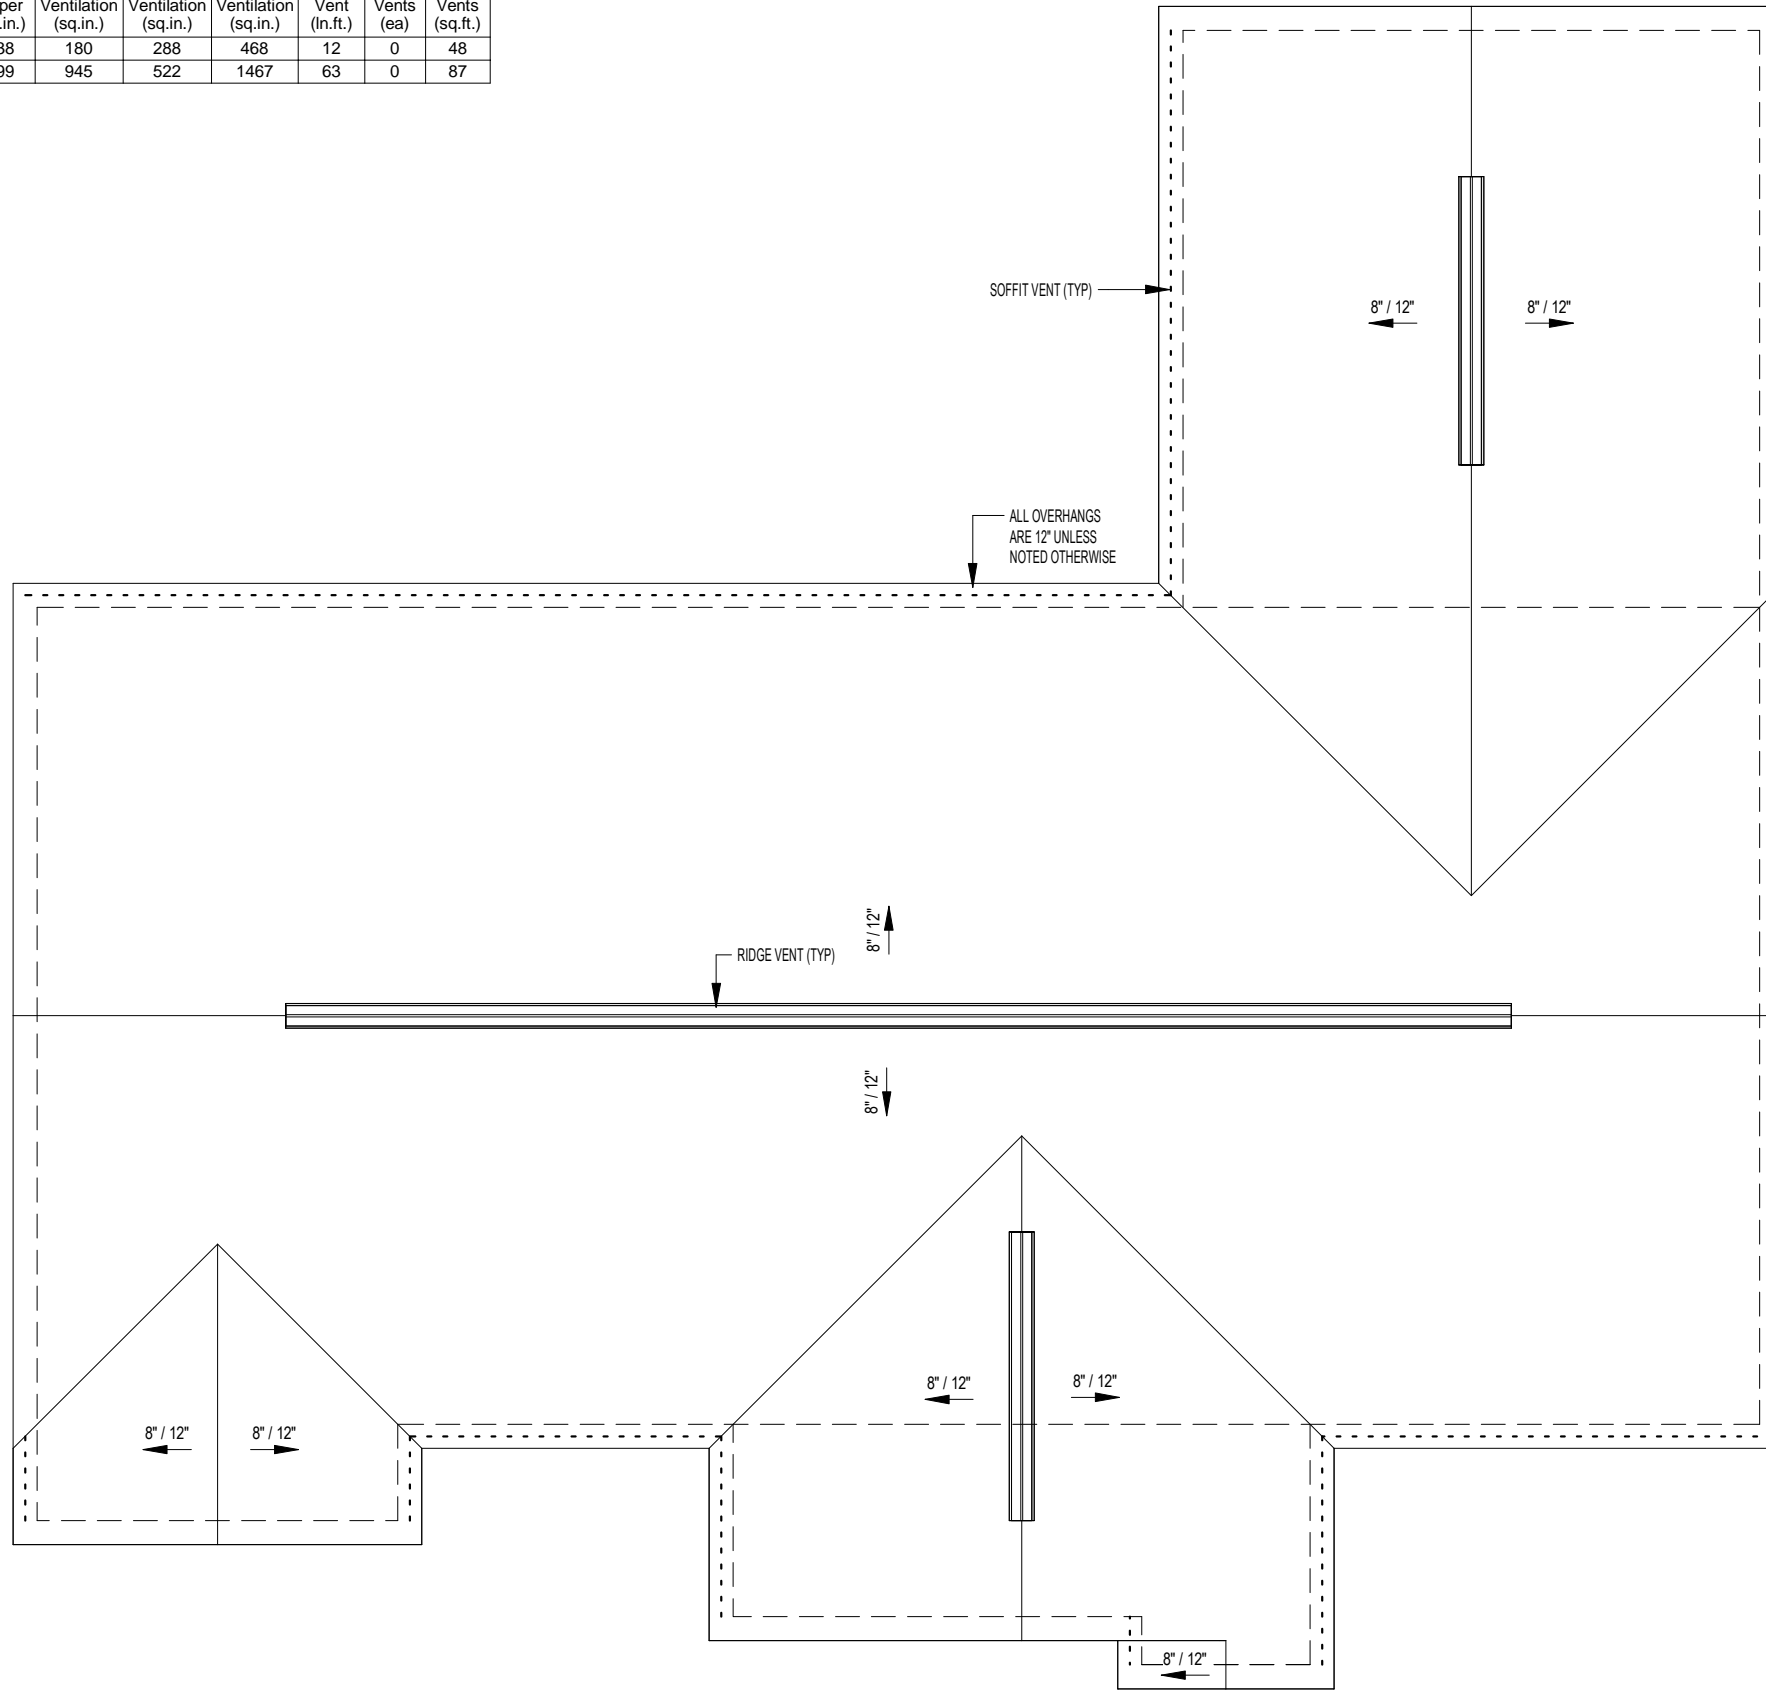 Ventilation Ventilation Ventilation Vent Vents Vents
(sq.in.) (sq.in.) (sq.in.) (ln.ft.) (ea) (sq.ft.)
180 288 468 12 0 48
945 522 1467 63 0 87
SOFFIT VENT (TYP)
8" / 12" 8" / 12"
ALL OVERHANGS
ARE 12" UNLESS
NOTED OTHERWISE
8" / 12"
RIDGE VENT (TYP)
8" / 12"
8" / 12" 8" / 12"
8" / 12" 8" / 12"
8" / 12"